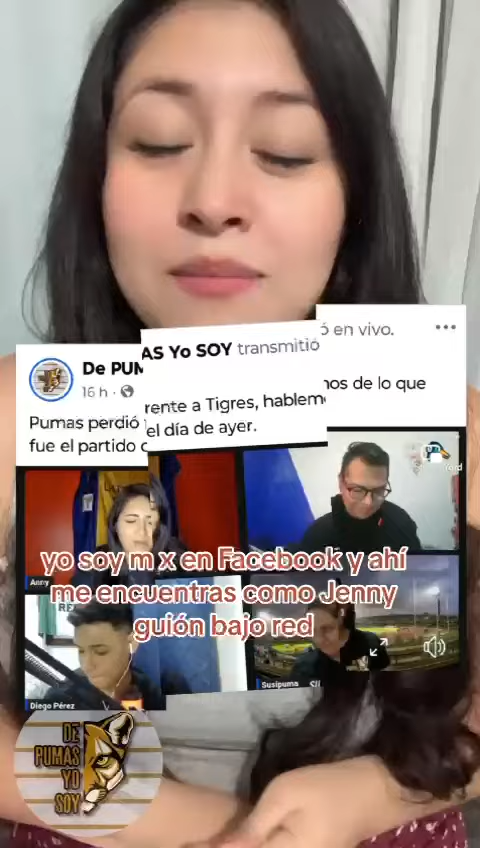 ó en vivo.
De PUM
AS Yo SOY transmitió
16 h
Pumas perdió
rente a Tigres, hablem
nos de lo que
fue el partido
el día de ayer.
Anny
yo soy m x en Facebook y ahí
me encuentras como Jenny
guión bajo red
Diego Pérez
Susipuma
DE
PUMAS
YO
SOY